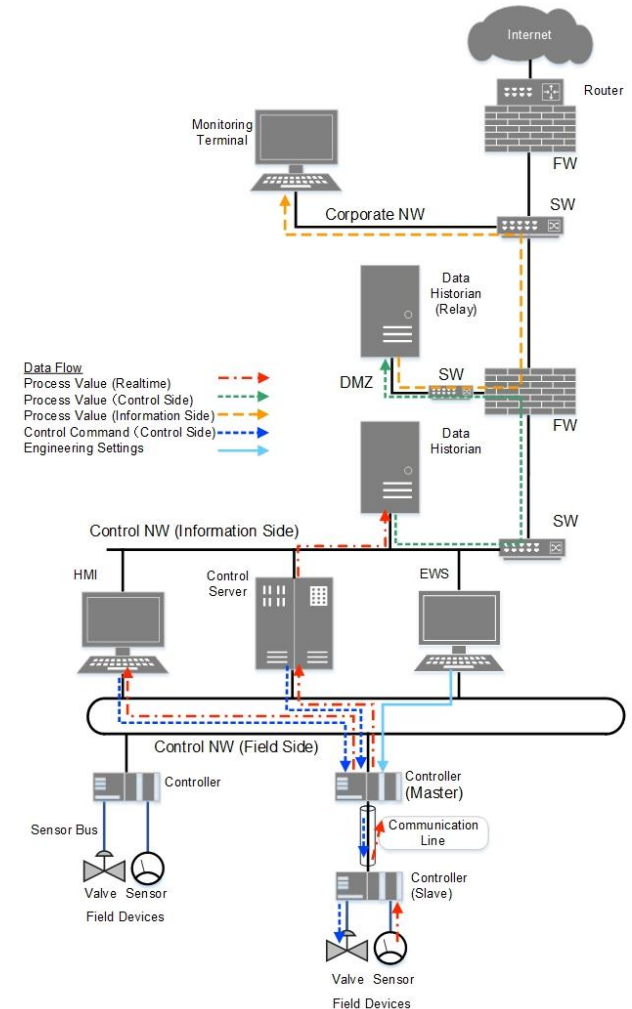 Internet
Router
FW
Monitoring
Terminal
SW
Corporate NW
Data
Historian
(Relay)
SW
DMZ
FW
Data Flow
Process Value (Realtime)
Process Value (Control Side)
Process Value (Information Side)
Control Command (Control Side)
Engineering Settings
Data
Historian
SW
Control NW (Information Side)
HMI
Control
Server
EWS
Control NW (Field Side)
Controller
Controller
(Master)
Sensor Bus
Communication
Line
Controller
(Slave)
Valve Sensor
Field Devices
Valve Sensor
Field Devices